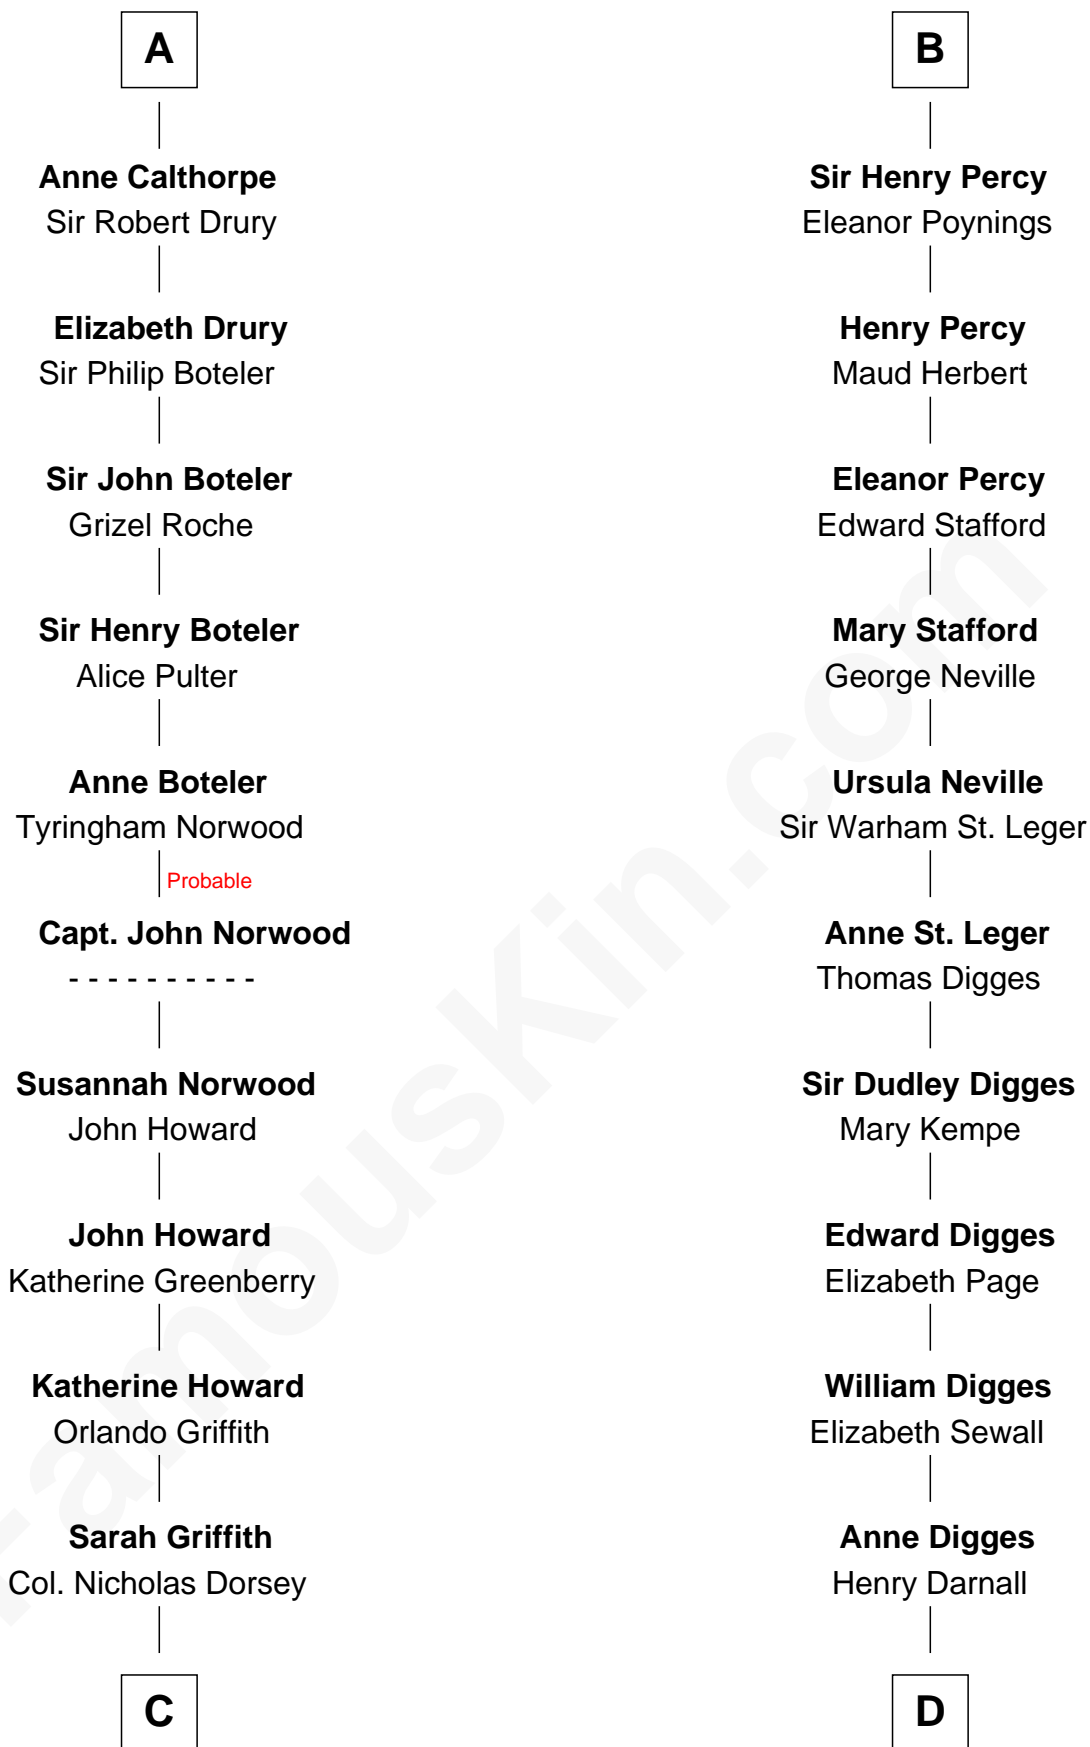 A
Anne Calthorpe
Sir Robert Drury
Elizabeth Drury
Sir Philip Boteler
Sir John Boteler
Grizel Roche
Sir Henry Boteler
Alice Pulter
Anne Boteler
Tyringham Norwood
Probable
Capt. John Norwood
- - - - - - - - - -
Susannah Norwood
John Howard
John Howard
Katherine Greenberry
Katherine Howard
Orlando Griffith
Sarah Griffith
Col. Nicholas Dorsey
C
B
Sir Henry Percy
Eleanor Poynings
Henry Percy
Maud Herbert
Eleanor Percy
Edward Stafford
Mary Stafford
George Neville
Ursula Neville
Sir Warham St. Leger
Anne St. Leger
Thomas Digges
Sir Dudley Digges
Mary Kempe
Edward Digges
Elizabeth Page
William Digges
Elizabeth Sewall
Anne Digges
Henry Darnall
D
FamousKin.com